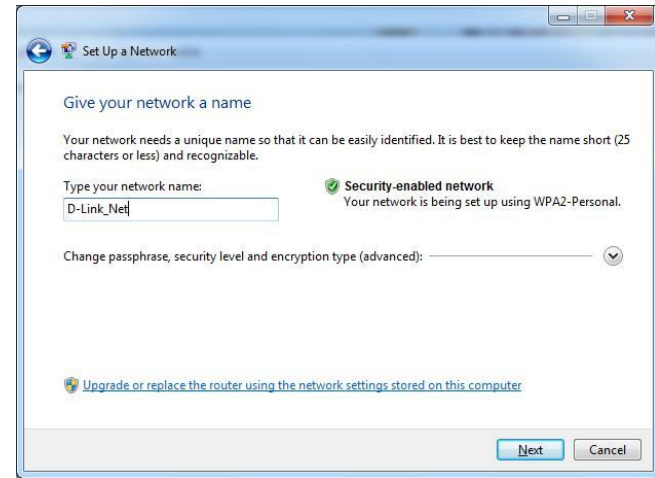 Set Up a Network
Give your network a name
Your network needs a unique name so that it can be easily identified. It is best to keep the name short (25
characters or less) and recognizable.
Type your network name:
D-Link_Net
Security-enabled network
Your network is being set up using WPA2-Personal.
Change passphrase, security level and encryption type (advanced):
Upgrade or replace the router using the network settings stored on this computer
Next
Cancel